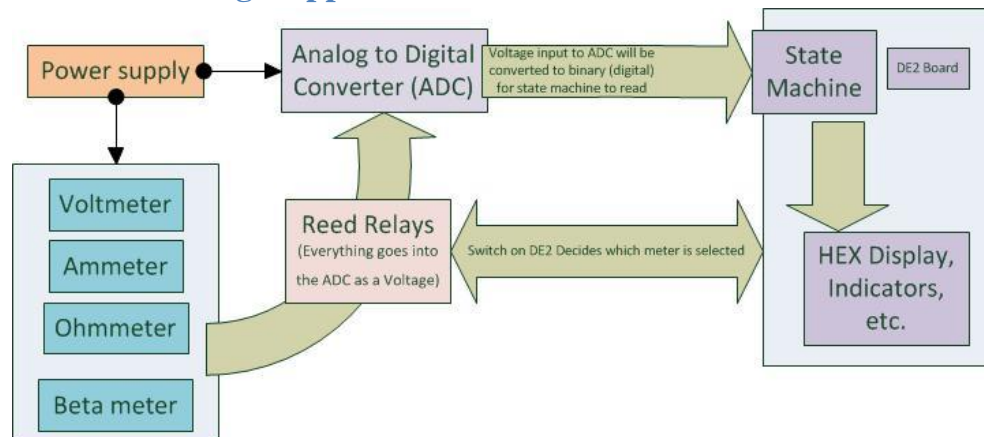 Power supply
Analog to Digital
Converter (ADC)
Voltage input to ADC will be
converted to binary (digital)
for state machine to read
State
Machine
DE2 Board
Voltmeter
Ammeter
Ohmmeter
Beta meter
Reed Relays
(Everything goes into
the ADC as a Voltage)
Switch on DE2 Decides which meter is selected
HEX Display,
Indicators,
etc.